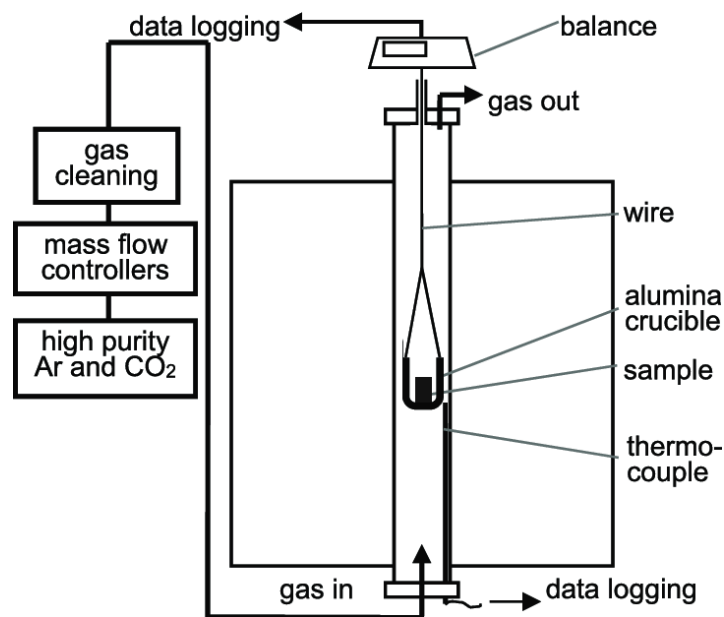 data logging
balance
gas out
gas
cleaning
wire
mass flow
controllers
alumina
crucible
high purity
Ar and CO₂
sample
thermo-
couple
gas in
data logging